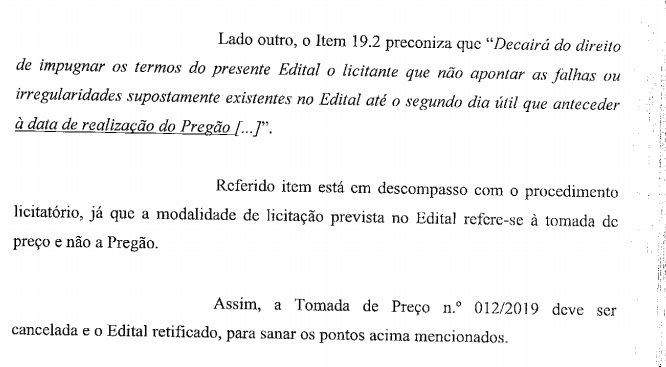 Lado outro, o Item 19.2 preconiza que “Decairá do direito
de impugnar os termos do presente Edital o licitante que não apontar as falhas ou
irregularidades supostamente existentes no Edital até o segundo dia útil que anteceder
à data de realização do Pregão [...]”.
Referido item está em descompasso com o procedimento
licitatório, já que a modalidade de licitação prevista no Edital refere-se à tomada de
preço e não a Pregão.
Assim, a Tomada de Preço n.º 012/2019 deve ser
cancelada e o Edital retificado, para sanar os pontos acima mencionados.